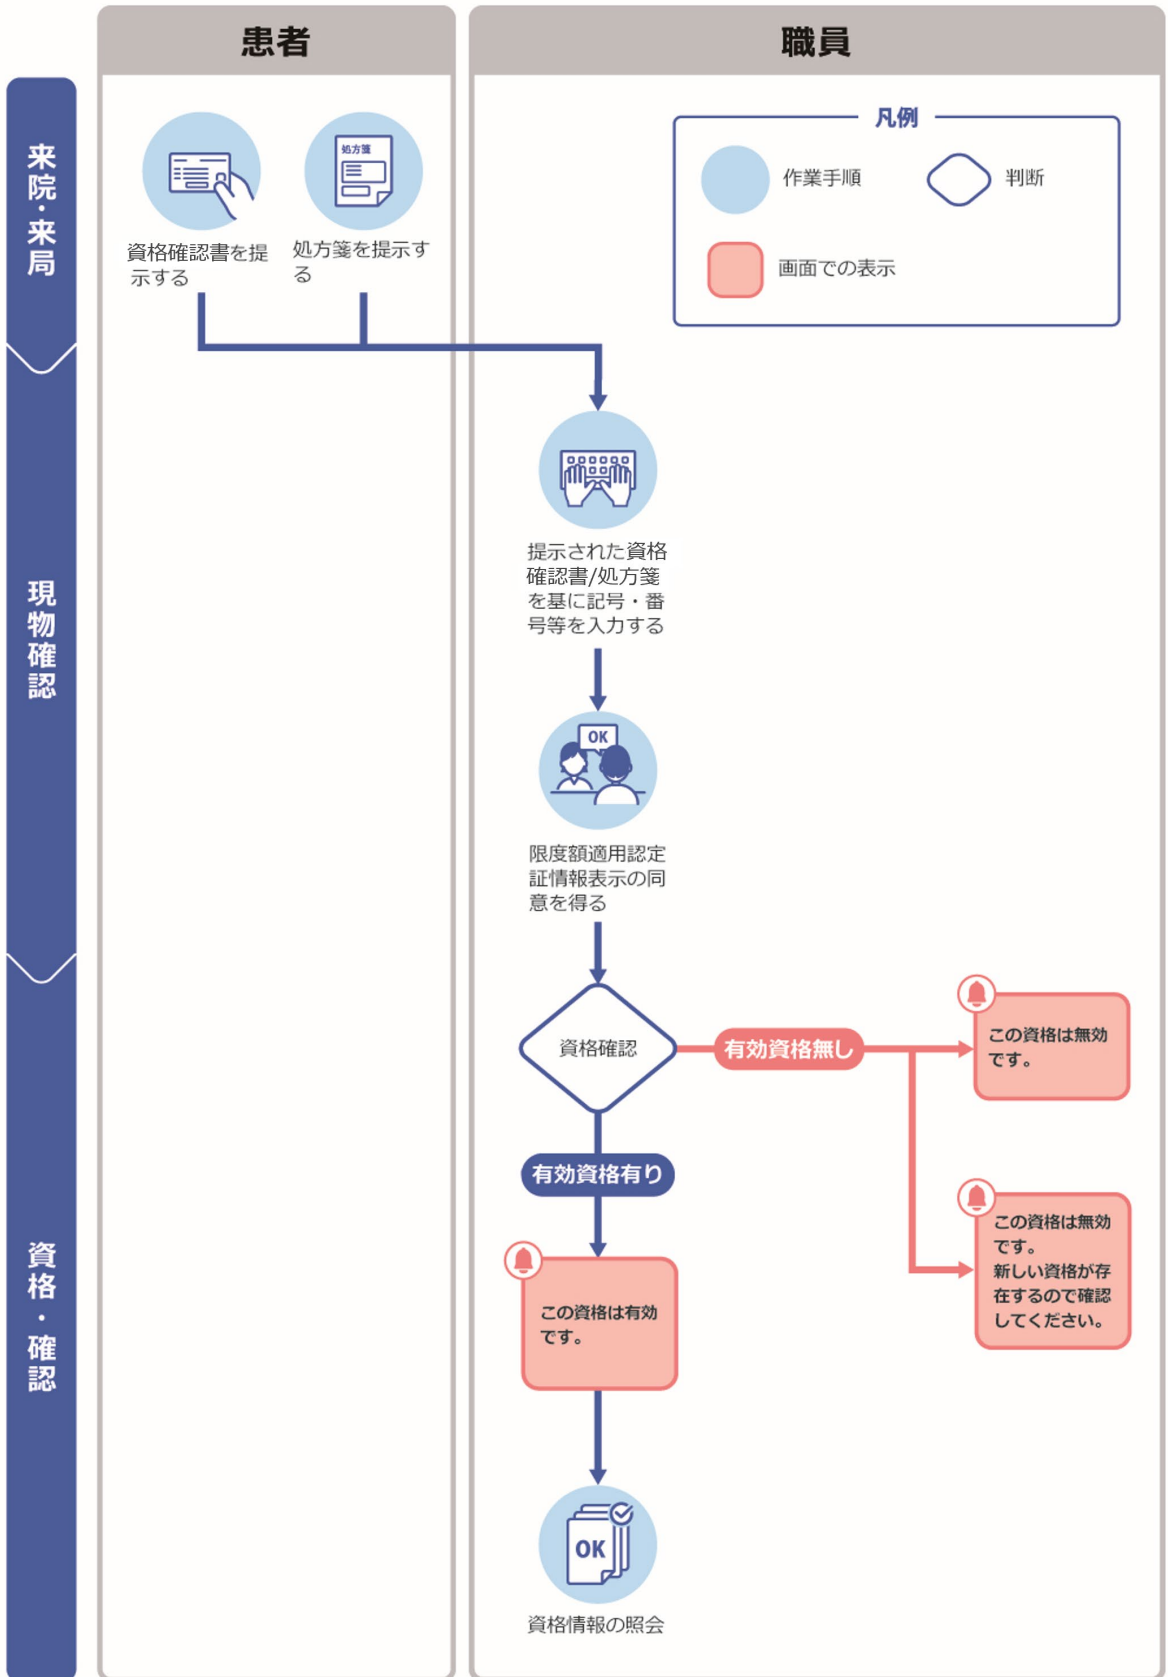 患者
職員
来院・来局
処方箋
資格確認書を提
示する
処方箋を提示す
る
凡例
作業手順
判断
画面での表示
現物確認
提示された資格
確認書/処方箋
を基に記号・番
号等を入力する
OK
限度額適用認定
証情報表示の同
意を得る
資格・確認
資格確認
有効資格無し
この資格は無効
です。
有効資格有り
この資格は無効
です。
新しい資格が存
在するので確認
してください。
この資格は有効
です。
OK
資格情報の照会